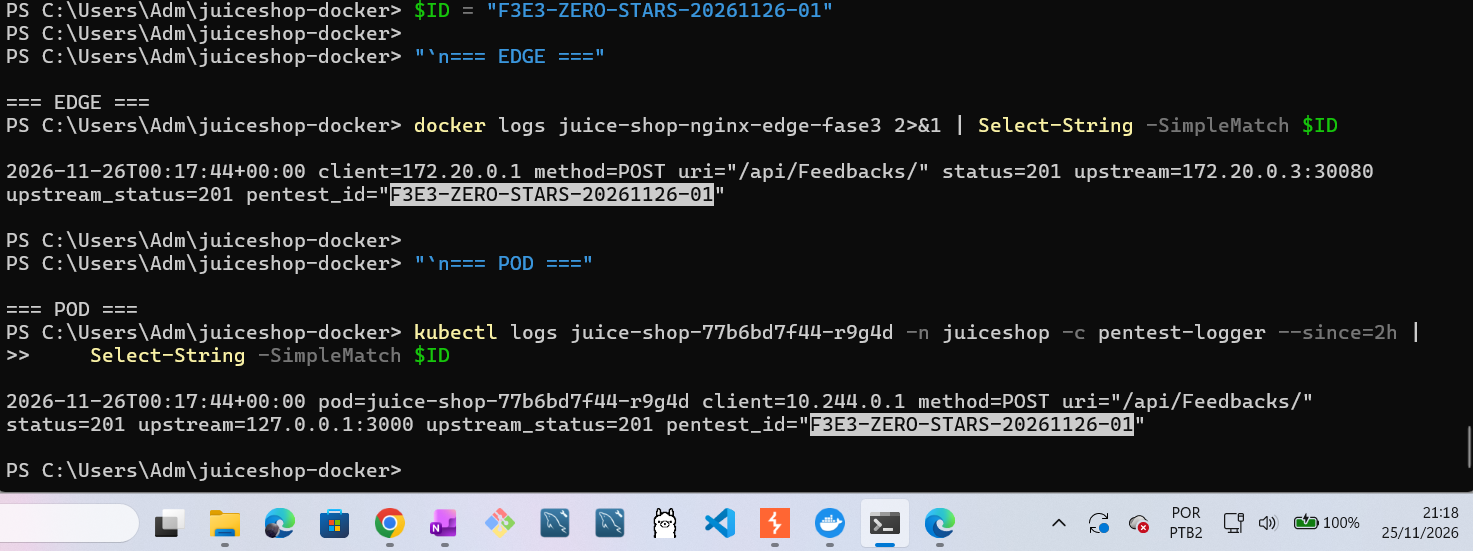 PS C:\Users\Adm\juiceshop-docker> $ID = "F3E3-ZERO-STARS-20261126-01"
PS C:\Users\Adm\juiceshop-docker>
PS C:\Users\Adm\juiceshop-docker> "`n=== EDGE ==="
=== EDGE ===
PS C:\Users\Adm\juiceshop-docker> docker logs juice-shop-nginx-edge-fase3 2>&1 | Select-String -SimpleMatch $ID
2026-11-26T00:17:44+00:00 client=172.20.0.1 method=POST uri="/api/Feedbacks/" status=201 upstream=172.20.0.3:30080
upstream_status=201 pentest_id="F3E3-ZERO-STARS-20261126-01"
PS C:\Users\Adm\juiceshop-docker>
PS C:\Users\Adm\juiceshop-docker> "`n=== POD ==="
=== POD ===
PS C:\Users\Adm\juiceshop-docker> kubectl logs juice-shop-77b6bd7f44-r9g4d -n juiceshop -c pentest-logger --since=2h |
>>     Select-String -SimpleMatch $ID
2026-11-26T00:17:44+00:00 pod=juice-shop-77b6bd7f44-r9g4d client=10.244.0.1 method=POST uri="/api/Feedbacks/"
status=201 upstream=127.0.0.1:3000 upstream_status=201 pentest_id="F3E3-ZERO-STARS-20261126-01"
PS C:\Users\Adm\juiceshop-docker>
POR
PTB2
100%
21:18
25/11/2026